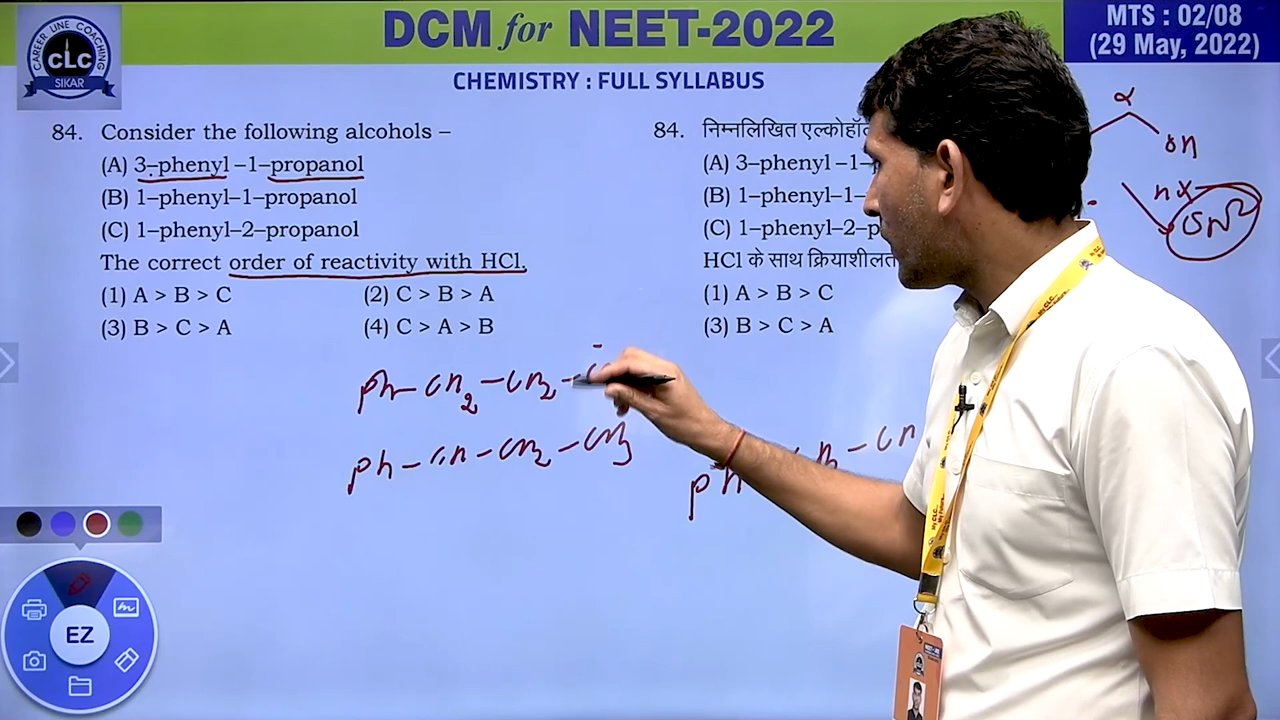 DCM for NEET-2022
MTS : 02/08
(29 May, 2022)
CAREER LINE COACHING
CLC
SIKAR
CHEMISTRY : FULL SYLLABUS
84. Consider the following alcohols –
(A) 3–phenyl –1–propanol
(B) 1–phenyl–1–propanol
(C) 1–phenyl–2–propanol
The correct order of reactivity with HCl.
(1) A > B > C (2) C > B > A
(3) B > C > A (4) C > A > B
84. निम्नलिखित
(A) 3–phenyl –1–
(B) 1–phenyl–1–
(C) 1–phenyl–2–p
HCl के साथ
(1) A > B > C
(3) B > C > A
α
OH
HX
SN2
Ph–CH2–CH2–
Ph–CH–CH2–CH3
Ph
EZ